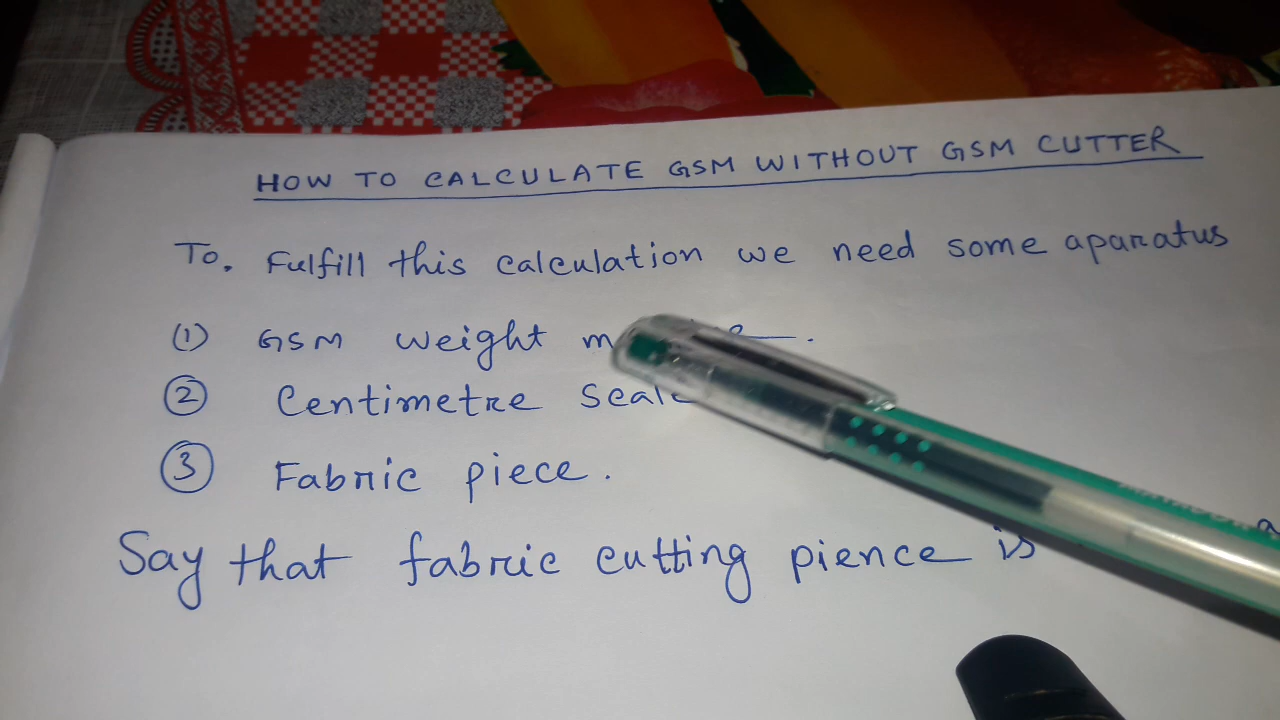 HOW TO CALCULATE GSM WITHOUT GSM CUTTER
To. Fulfill this calculation we need some aparatus
(1) GSM weight
(2) Centimetre Scale
(3) Fabric piece.
Say that fabric cutting pience is